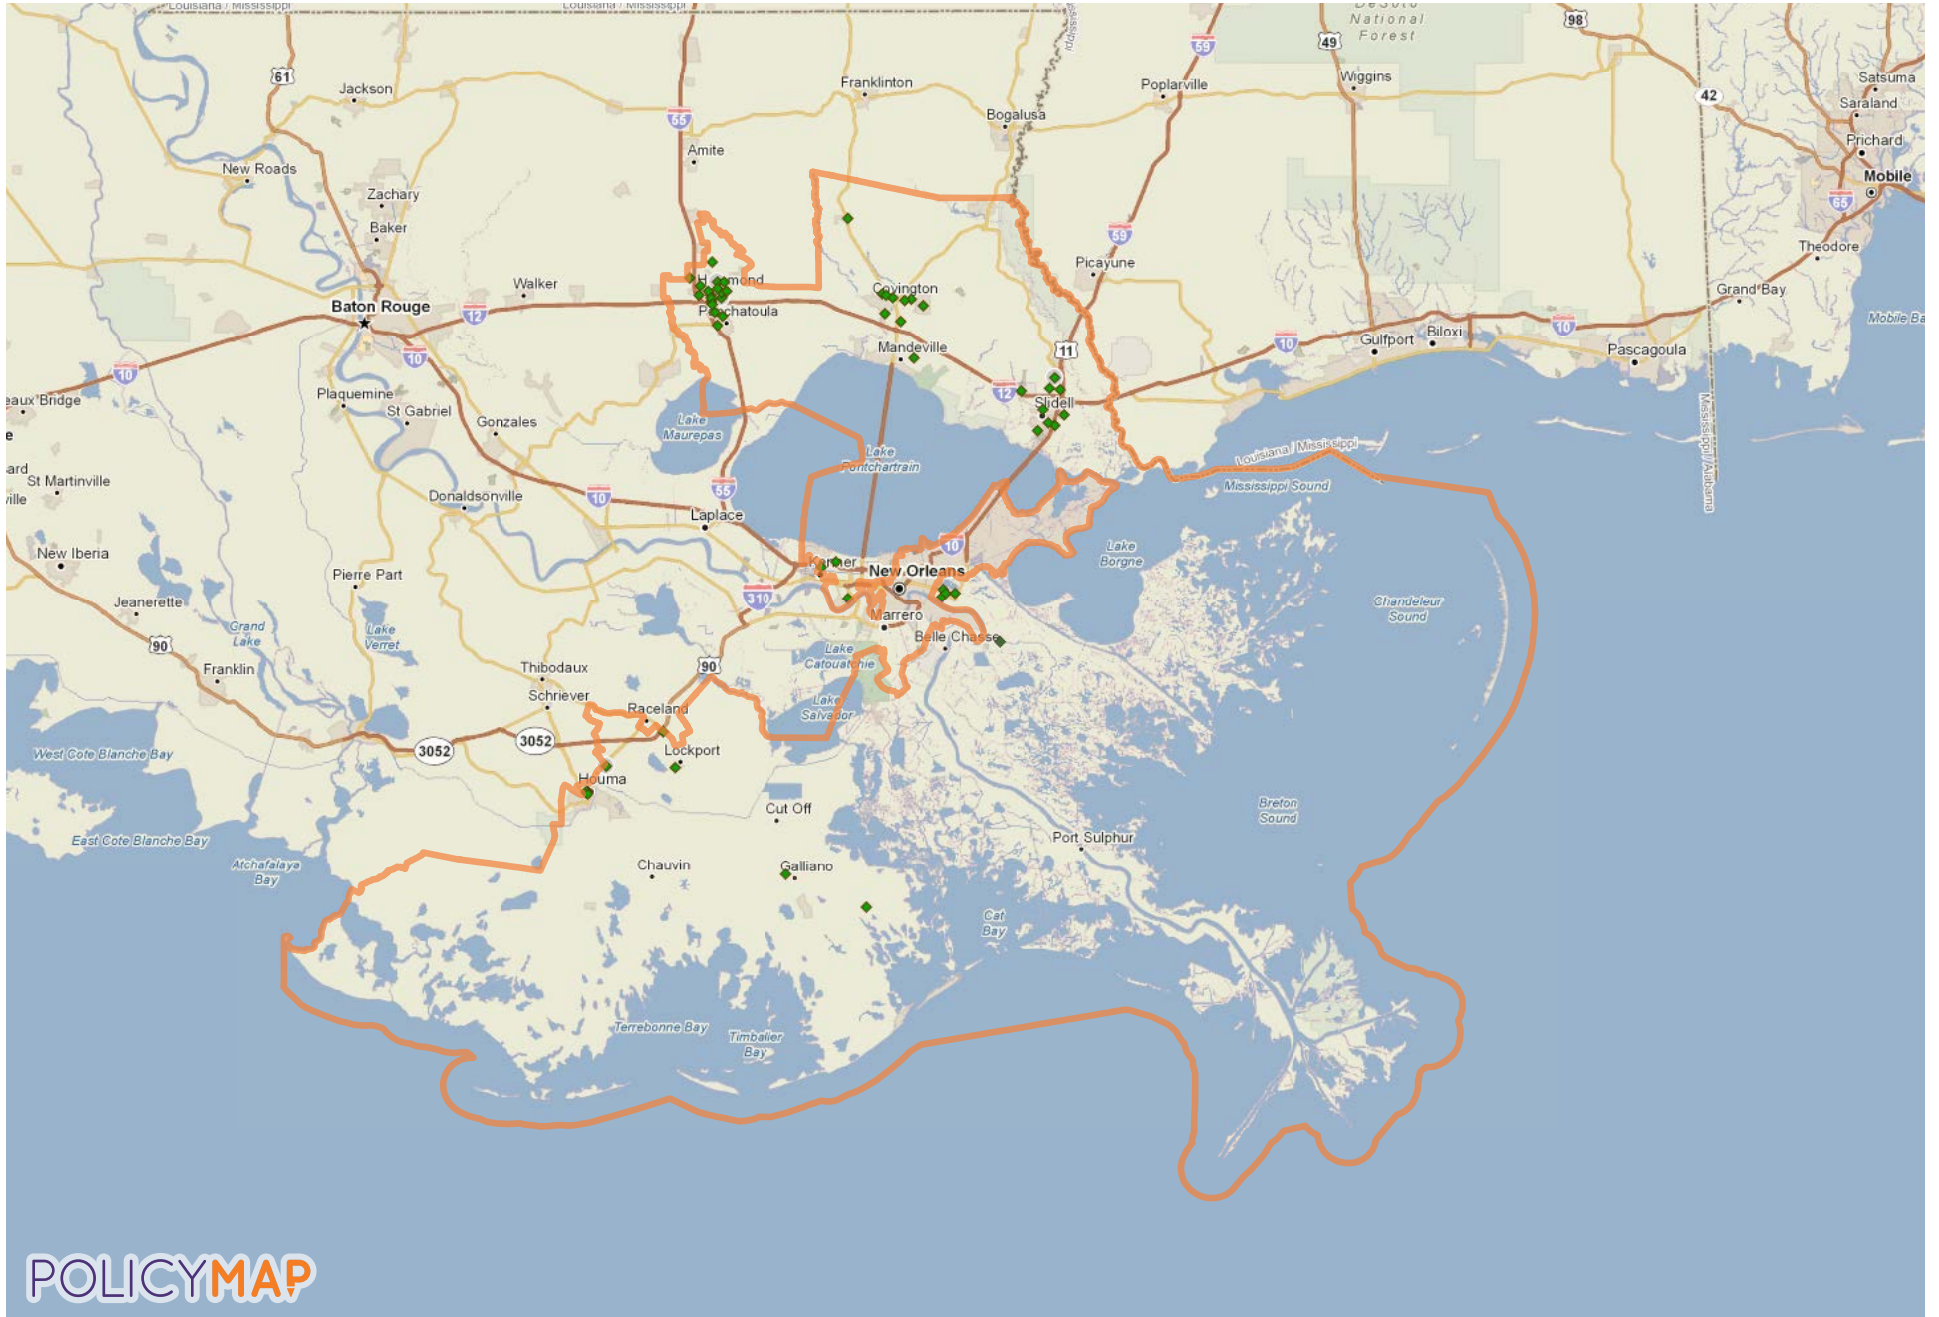 Louisiana / Mississippi
Louisiana / Mississippi
DeSoto
National
Forest
98
49
59
61
Jackson
Franklinton
Poplarville
Wiggins
Satsuma
42
Saraland
55
Bogalusa
Prichard
Amite
New Roads
Mobile
Zachary
65
Baker
59
Theodore
Picayune
Walker
Hammond
Covington
Grand Bay
Baton Rouge
12
Ponchatoula
10
Mobile Ba
10
Biloxi
Gulfport
10
11
Mandeville
Pascagoula
10
Plaquemine
12
eaux Bridge
St Gabriel
Slidell
Gonzales
Lake
Maurepas
Mississippi/Alabama
e
Louisiana / Mississippi
Lake
Pontchartrain
ard
St Martinville
ville
55
10
Donaldsonville
Mississippi Sound
Laplace
10
Lake
Borgne
New Iberia
Kenner
New Orleans
Pierre Part
310
Jeanerette
Chandeleur
Sound
Marrero
Grand
Lake
Lake
Verret
Belle Chasse
90
Lake
Catouatchie
Franklin
Thibodaux
90
Schriever
Raceland
Lake
Salvador
3052
3052
West Cote Blanche Bay
Lockport
Houma
Cut Off
Breton
Sound
East Cote Blanche Bay
Port Sulphur
Atchafalaya
Bay
Chauvin
Galliano
Cat
Bay
Terrebonne Bay
Timbalier
Bay
POLICYMAP